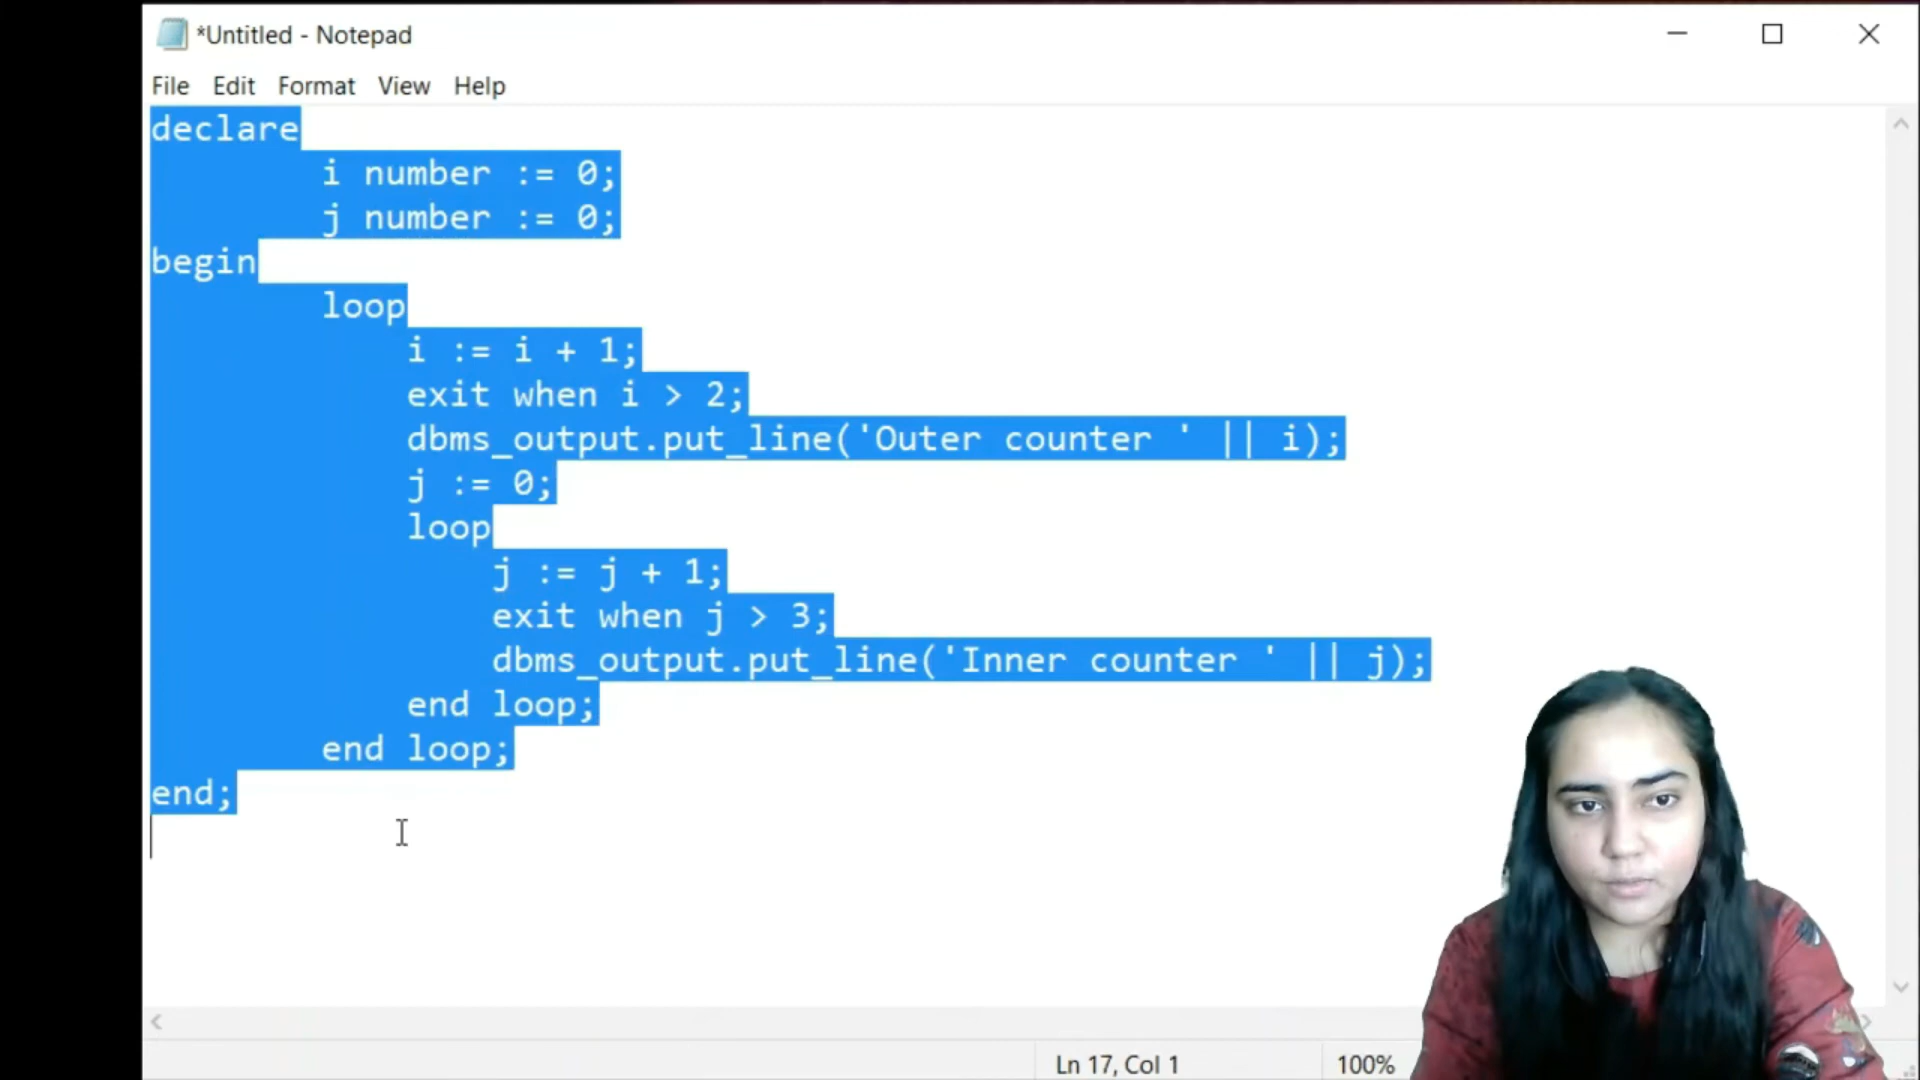 *Untitled - Notepad
File Edit Format View Help
declare
i number := 0;
j number := 0;
begin
loop
i := i + 1;
exit when i > 2;
dbms_output.put_line('Outer counter ' || i);
j := 0;
loop
j := j + 1;
exit when j > 3;
dbms_output.put_line('Inner counter ' || j);
end loop;
end loop;
end;
Ln 17, Col 1 100%